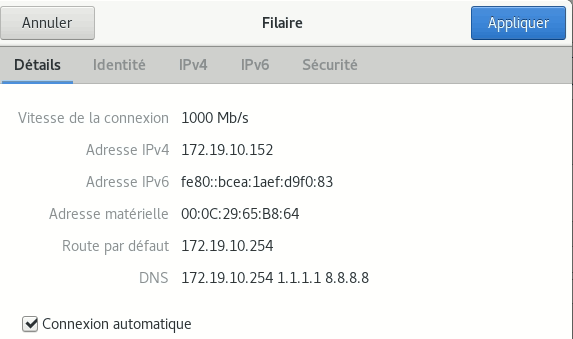 Annuler Filaire Appliquer
Détails Identité IPv4 IPv6 Sécurité
Vitesse de la connexion 1000 Mb/s
Adresse IPv4 172.19.10.152
Adresse IPv6 fe80::bcea:1aef:d9f0:83
Adresse matérielle 00:0C:29:65:B8:64
Route par défaut 172.19.10.254
DNS 172.19.10.254 1.1.1.1 8.8.8.8
Connexion automatique